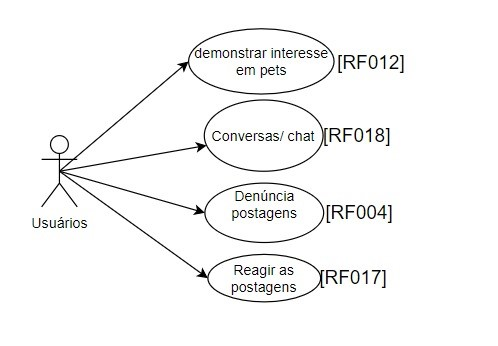 demonstrar interesse
em pets
[RF012]
Conversas/ chat
[RF018]
Denúncia
postagens
[RF004]
Usuários
Reagir as
postagens
[RF017]